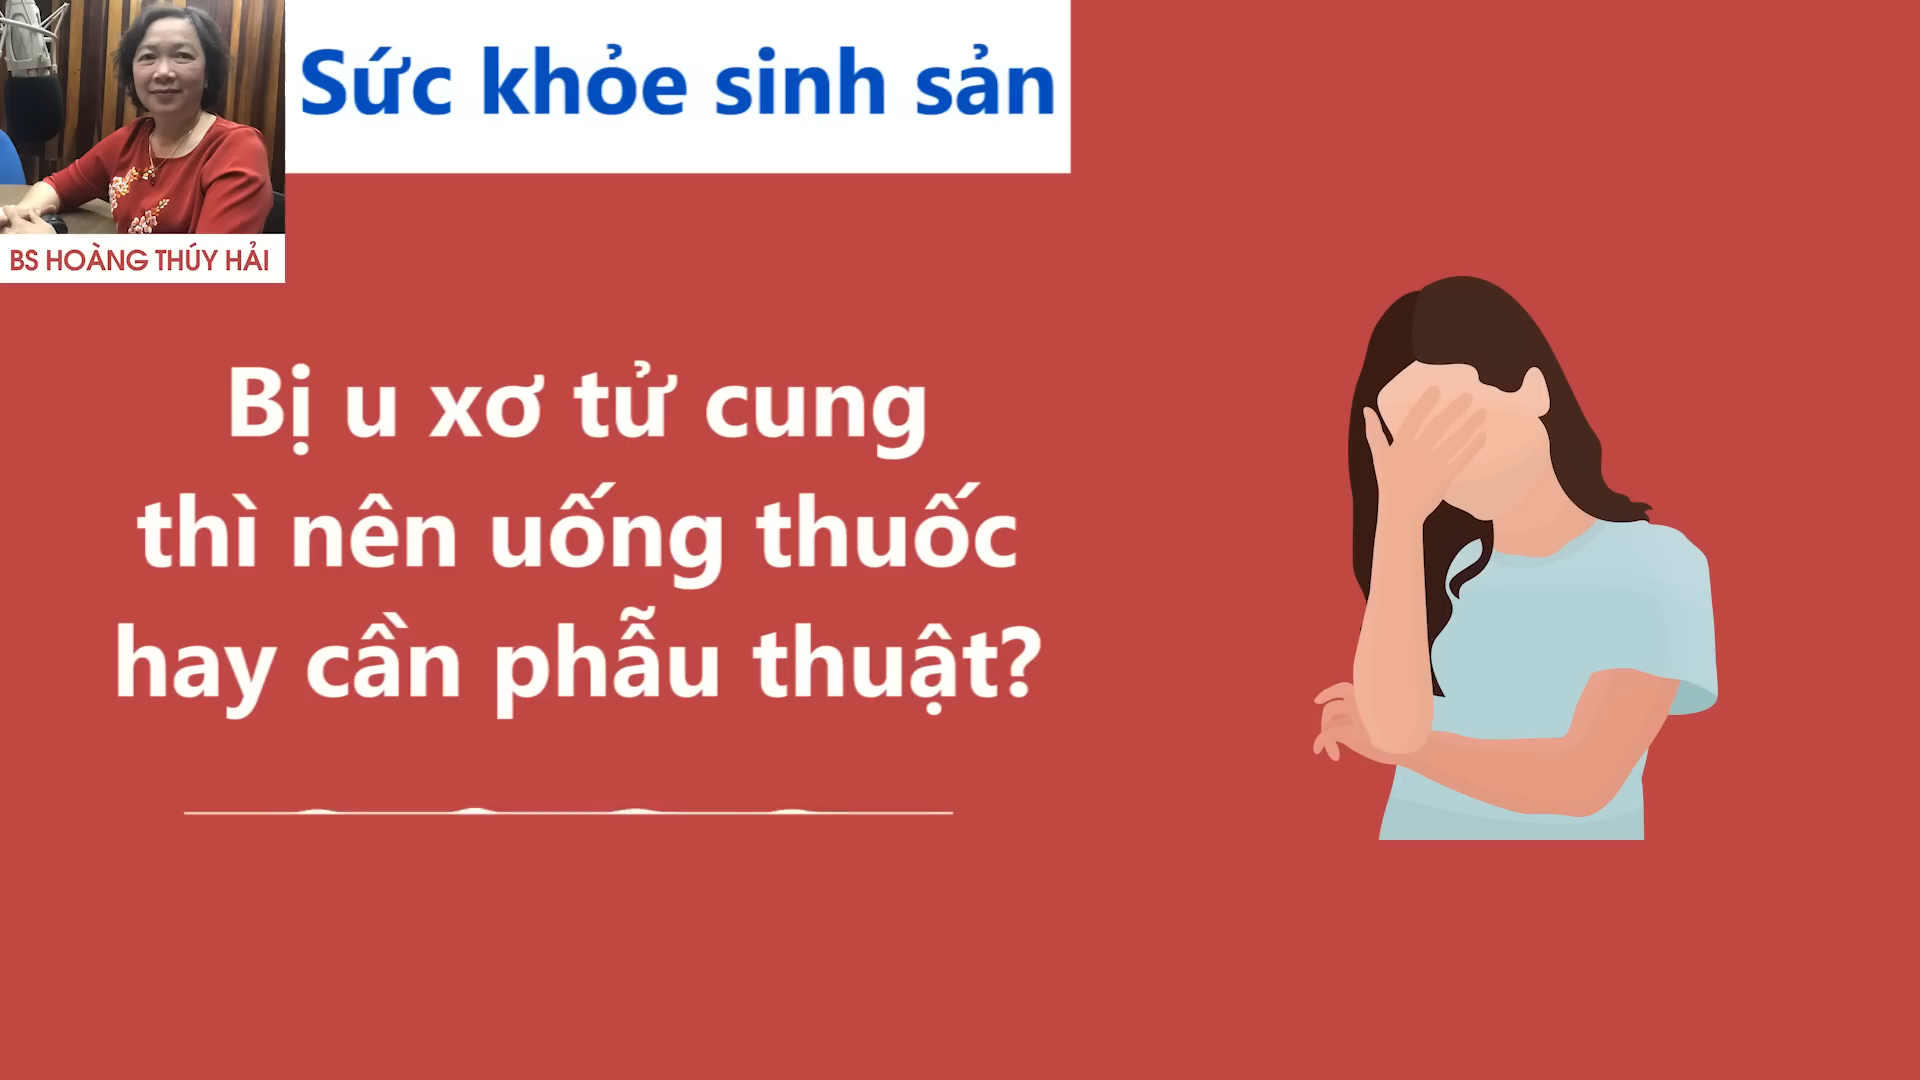 Sức khỏe sinh sản
BS HOÀNG THÚY HẢI
Bị u xơ tử cung
thì nên uống thuốc
hay cần phẫu thuật?